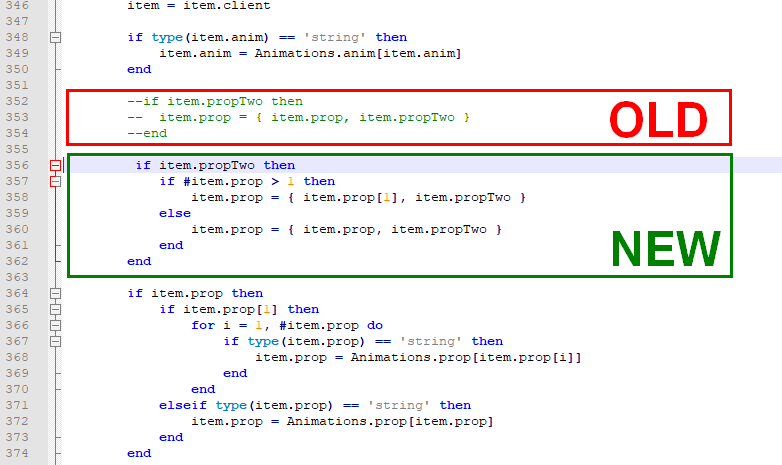 346 item = item.client
347
348 if type(item.anim) == 'string' then
349 item.anim = Animations.anim[item.anim]
350 end
351
352 --if item.propTwo then
353 -- item.prop = { item.prop, item.propTwo }
354 --end
OLD
355
356 if item.propTwo then
357 if #item.prop > 1 then
358 item.prop = { item.prop[1], item.propTwo }
359 else
360 item.prop = { item.prop, item.propTwo }
361 end
362 end
NEW
363
364 if item.prop then
365 if item.prop[1] then
366 for i = 1, #item.prop do
367 if type(item.prop) == 'string' then
368 item.prop = Animations.prop[item.prop[i]]
369 end
370 end
371 elseif type(item.prop) == 'string' then
372 item.prop = Animations.prop[item.prop]
373 end
374 end